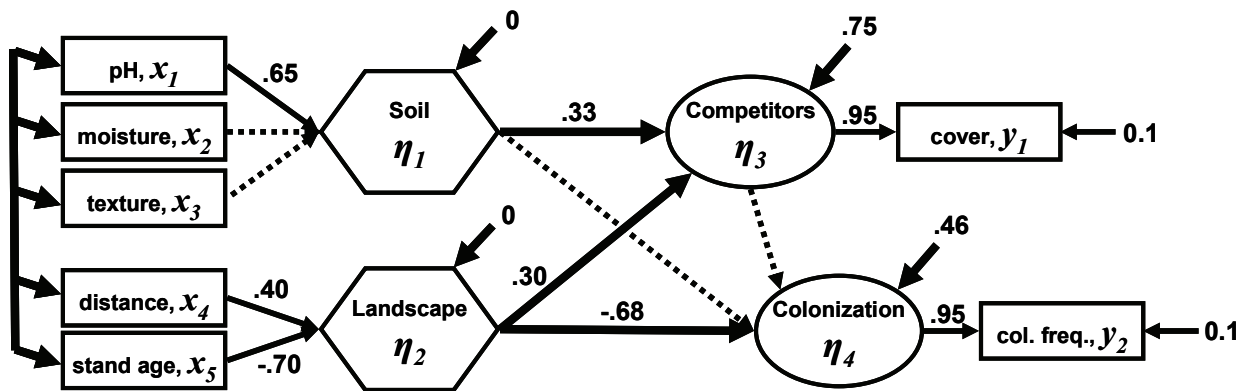 0
.75
pH, x1
.65
Soil
η1
.33
Competitors
η3
.95
cover, y1
0.1
moisture, x2
texture, x3
0
.46
distance, x4
.40
Landscape
η2
.30
-.68
Colonization
η4
.95
col. freq., y2
0.1
stand age, x5
-.70